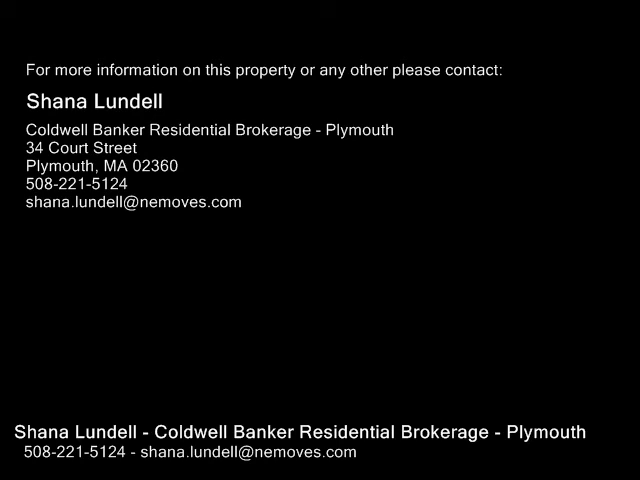 For more information on this property or any other please contact:
Shana Lundell
Coldwell Banker Residential Brokerage - Plymouth
34 Court Street
Plymouth, MA 02360
508-221-5124
shana.lundell@nemoves.com
Shana Lundell - Coldwell Banker Residential Brokerage - Plymouth
508-221-5124 - shana.lundell@nemoves.com